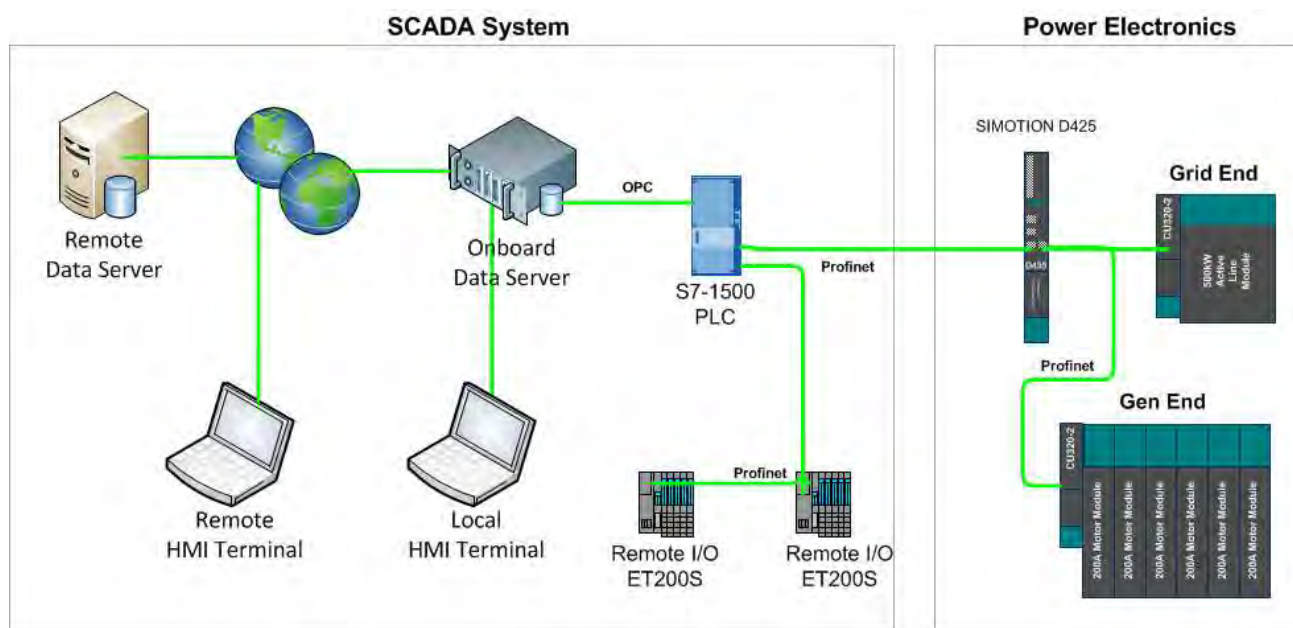 SCADA System
Power Electronics
SIMOTION D425
Grid End
OPC
CU320-2
500kW
Active
Line
Module
Remote
Data Server
Onboard
Data Server
Profinet
D435
S7-1500
PLC
Profinet
Gen End
CU320-2
Profinet
200A Motor Module
200A Motor Module
200A Motor Module
200A Motor Module
200A Motor Module
200A Motor Module
Remote
HMI Terminal
Local
HMI Terminal
Remote I/O
ET200S
Remote I/O
ET200S